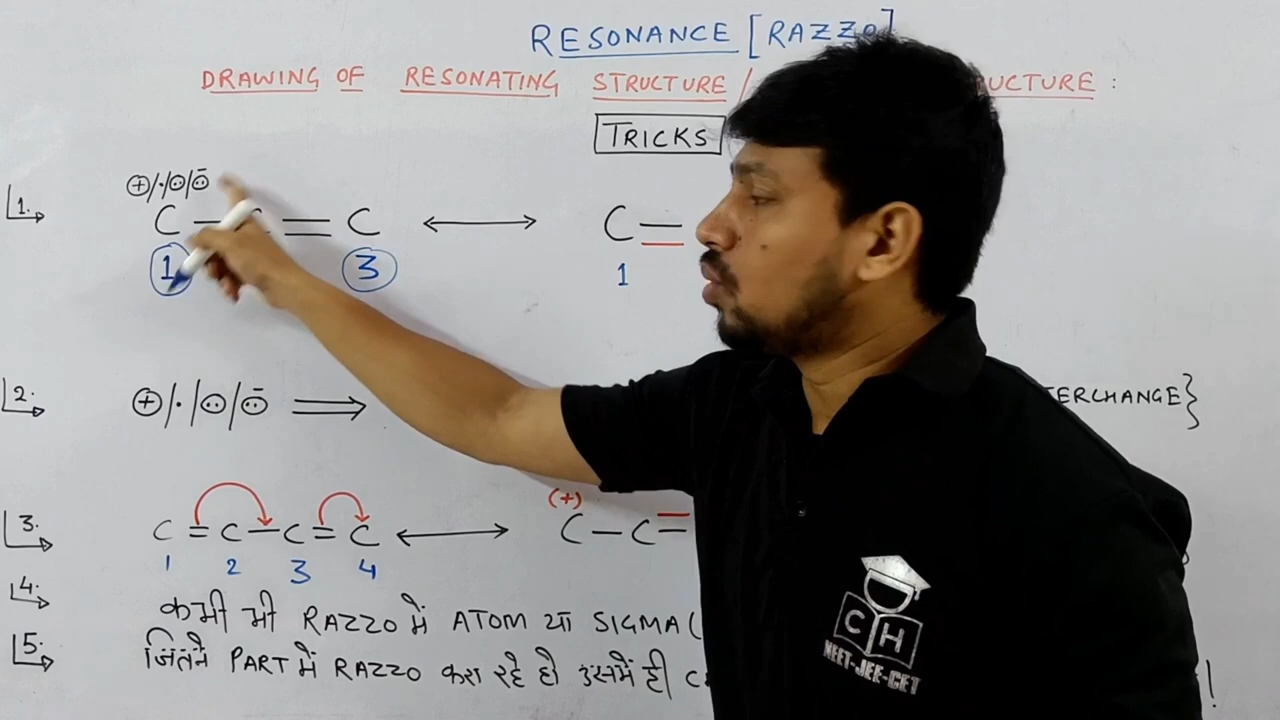 RESONANCE [RAZZO]
DRAWING OF RESONATING STRUCTURE / UCTURE :
TRICKS
1. ⊕/·/⊙⊙/⊙⊙⁻
C — C = C ⟷ C =
1 3 1
2. ⊕/·/⊙⊙/⊙⊙⁻ ⟹ ERCHANGE}
3. (+)
C = C — C = C ⟷ C — C =
1 2 3 4
4. कभी भी RAZZO में ATOM या SIGMA (
5. जितने PART में RAZZO करा रहे हो उसमें ही C !
CH
NEET-JEE-CET